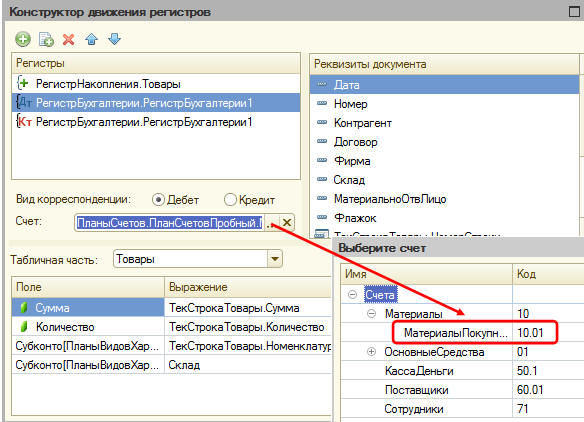 Конструктор движения регистров
Регистры
РегистрНакопления.Товары
Дт РегистрБухгалтерии.РегистрБухгалтерии1
Кт РегистрБухгалтерии.РегистрБухгалтерии1
Реквизиты документа
Дата
Номер
Контрагент
Договор
Фирма
Склад
МатериальноОтвЛицо
Флажок
Вид корреспонденции: Дебет Кредит
Счет: ПланыСчетов.ПланСчетовПробный.
Табличная часть: Товары
Поле Выражение
Сумма ТекСтрокаТовары.Сумма
Количество ТекСтрокаТовары.Количество
Субконто[ПланыВидовХар... ТекСтрокаТовары.Номенклатур
Субконто[ПланыВидовХар... Склад
Выберите счет
Имя Код
Счета
Материалы 10
МатериалыПокупн... 10.01
ОсновныеСредства 01
КассаДеньги 50.1
Поставщики 60.01
Сотрудники 71